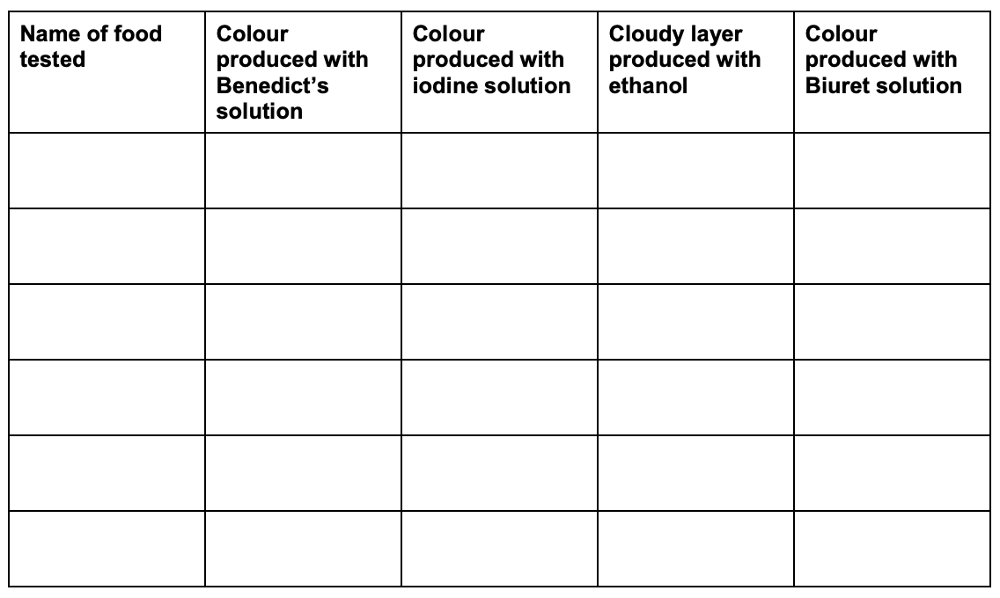 Name of food
tested
Colour
produced with
Benedict’s
solution
Colour
produced with
iodine solution
Cloudy layer
produced with
ethanol
Colour
produced with
Biuret solution